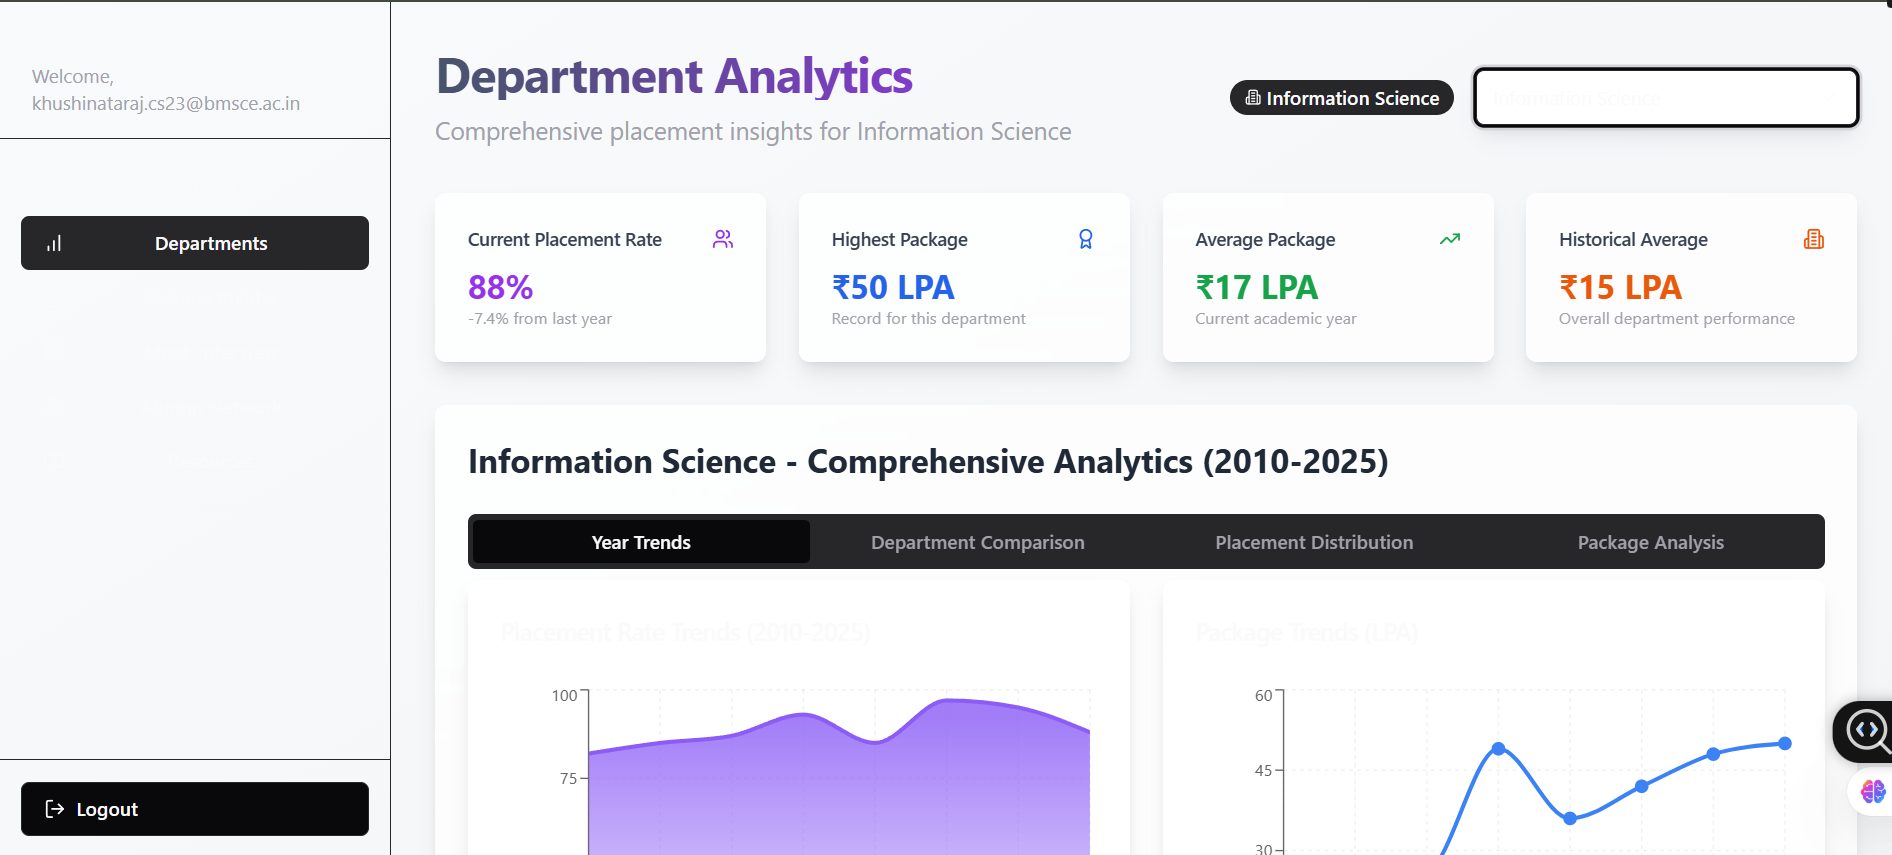 Welcome,
khushinataraj.cs23@bmsce.ac.in
Departments
Logout
Department Analytics
Comprehensive placement insights for Information Science
Information Science
Information Science
Current Placement Rate
88%
-7.4% from last year
Highest Package
₹50 LPA
Record for this department
Average Package
₹17 LPA
Current academic year
Historical Average
₹15 LPA
Overall department performance
Information Science - Comprehensive Analytics (2010-2025)
Year Trends
Department Comparison
Placement Distribution
Package Analysis
Placement Rate Trends (2010-2025)
100
75
Package Trends (LPA)
60
45
30